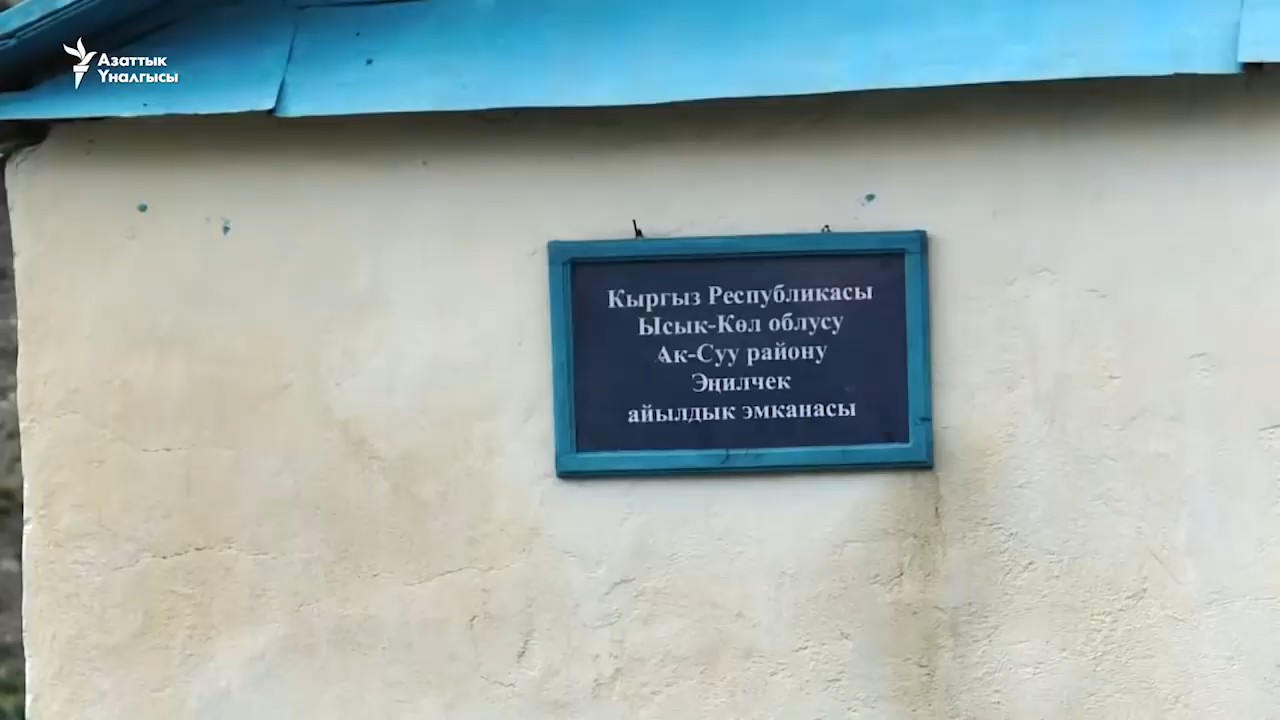 Азаттык
Үналгысы
Кыргыз Республикасы
Ысык-Көл облусу
Ак-Суу району
Эңилчек
айылдык эмканасы